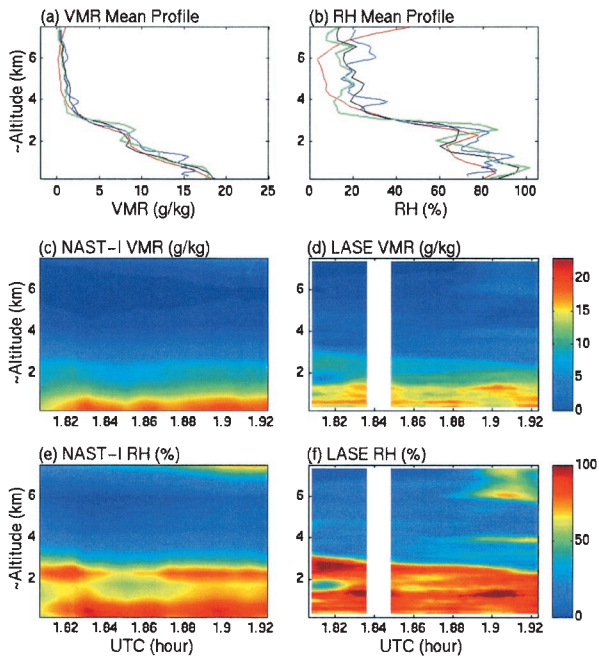 (a) VMR Mean Profile
(b) RH Mean Profile
~Altitude (km)
6
4
2
0 5 10 15 20 25
VMR (g/kg)
6
4
2
0 20 40 60 80 100
RH (%)
(c) NAST-I VMR (g/kg)
(d) LASE VMR (g/kg)
~Altitude (km)
6
4
2
1.82 1.84 1.86 1.88 1.9 1.92
6
4
2
1.82 1.84 1.86 1.88 1.9 1.92
20
15
10
5
0
(e) NAST-I RH (%)
(f) LASE RH (%)
~Altitude (km)
6
4
2
1.82 1.84 1.86 1.88 1.9 1.92
UTC (hour)
6
4
2
1.82 1.84 1.86 1.88 1.9 1.92
UTC (hour)
100
50
0